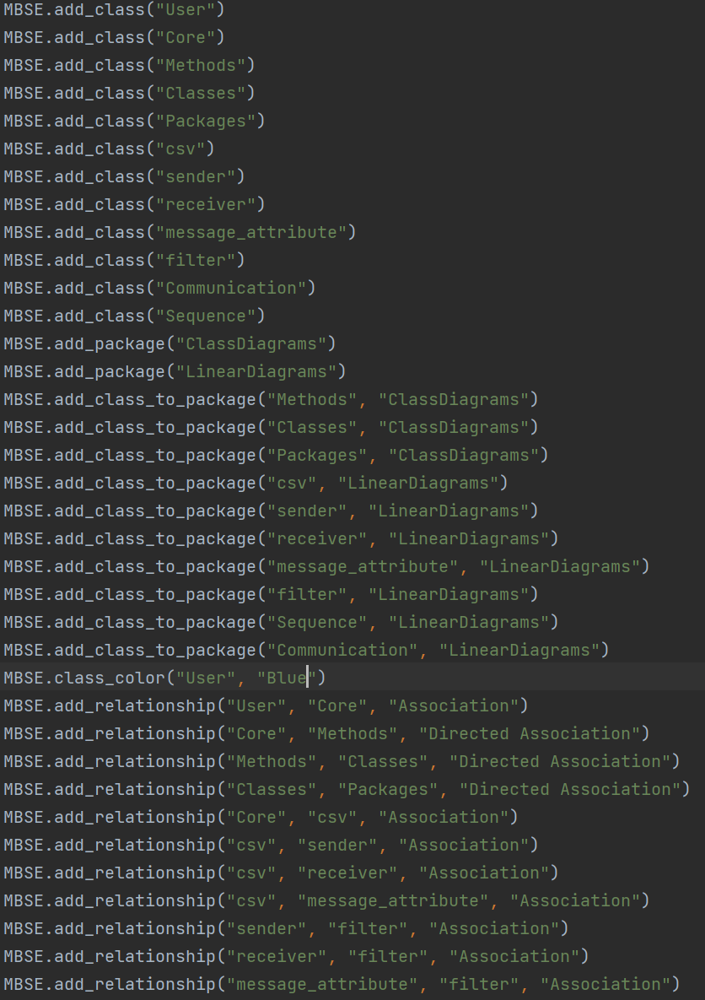 MBSE.add_class("User")
MBSE.add_class("Core")
MBSE.add_class("Methods")
MBSE.add_class("Classes")
MBSE.add_class("Packages")
MBSE.add_class("csv")
MBSE.add_class("sender")
MBSE.add_class("receiver")
MBSE.add_class("message_attribute")
MBSE.add_class("filter")
MBSE.add_class("Communication")
MBSE.add_class("Sequence")
MBSE.add_package("ClassDiagrams")
MBSE.add_package("LinearDiagrams")
MBSE.add_class_to_package("Methods", "ClassDiagrams")
MBSE.add_class_to_package("Classes", "ClassDiagrams")
MBSE.add_class_to_package("Packages", "ClassDiagrams")
MBSE.add_class_to_package("csv", "LinearDiagrams")
MBSE.add_class_to_package("sender", "LinearDiagrams")
MBSE.add_class_to_package("receiver", "LinearDiagrams")
MBSE.add_class_to_package("message_attribute", "LinearDiagrams")
MBSE.add_class_to_package("filter", "LinearDiagrams")
MBSE.add_class_to_package("Sequence", "LinearDiagrams")
MBSE.add_class_to_package("Communication", "LinearDiagrams")
MBSE.class_color("User", "Blue")
MBSE.add_relationship("User", "Core", "Association")
MBSE.add_relationship("Core", "Methods", "Directed Association")
MBSE.add_relationship("Methods", "Classes", "Directed Association")
MBSE.add_relationship("Classes", "Packages", "Directed Association")
MBSE.add_relationship("Core", "csv", "Association")
MBSE.add_relationship("csv", "sender", "Association")
MBSE.add_relationship("csv", "receiver", "Association")
MBSE.add_relationship("csv", "message_attribute", "Association")
MBSE.add_relationship("sender", "filter", "Association")
MBSE.add_relationship("receiver", "filter", "Association")
MBSE.add_relationship("message_attribute", "filter", "Association")